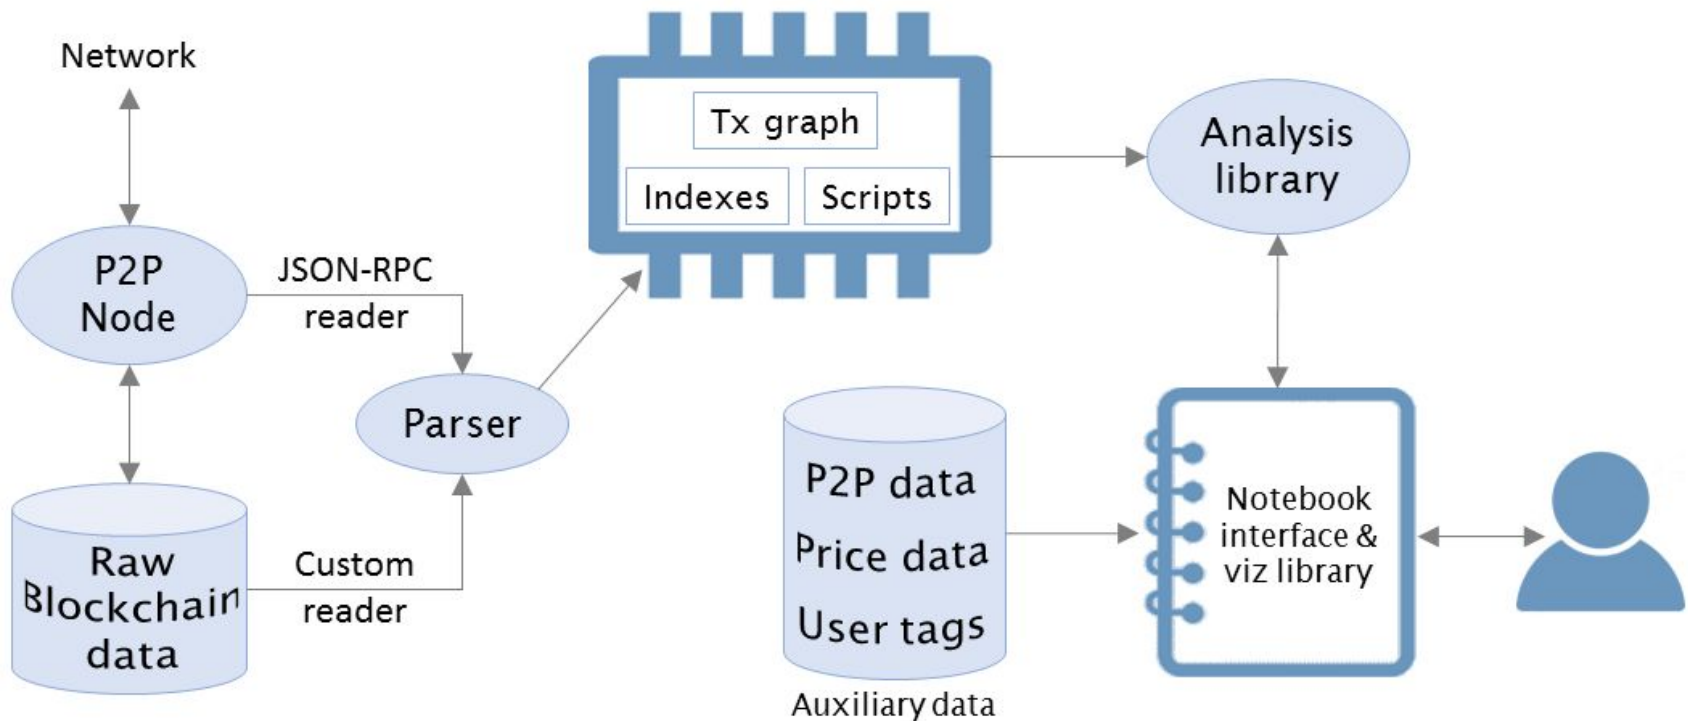 Network
P2P
Node
JSON-RPC
reader
Parser
Raw
Blockchain
data
Custom
reader
Tx graph
Indexes
Scripts
Analysis
library
P2P data
Price data
User tags
Auxiliary data
Notebook
interface &
viz library